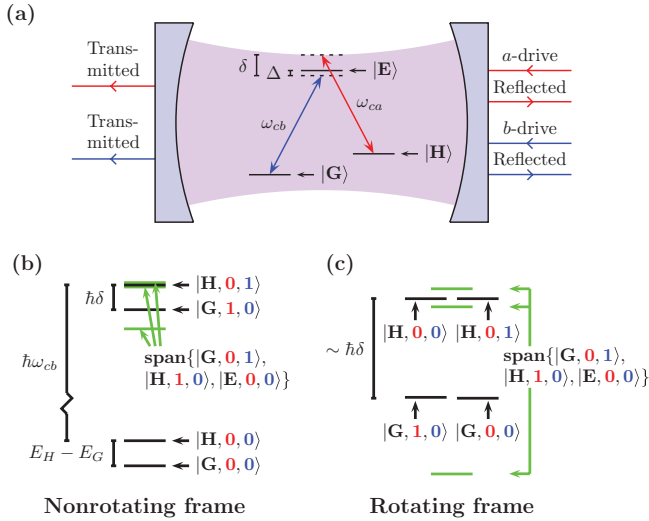 (a)
Trans-
mitted
Trans-
mitted
δ
Δ
|E⟩
ω_cb
ω_ca
|H⟩
|G⟩
a-drive
Reflected
b-drive
Reflected
(b)
ħδ
|H, 0, 1⟩
|G, 1, 0⟩
ħω_cb
span{|G, 0, 1⟩,
|H, 1, 0⟩, |E, 0, 0⟩}
E_H − E_G
|H, 0, 0⟩
|G, 0, 0⟩
Nonrotating frame
(c)
|H, 0, 0⟩ |H, 0, 1⟩
∼ ħδ
span{|G, 0, 1⟩,
|H, 1, 0⟩, |E, 0, 0⟩}
|G, 1, 0⟩ |G, 0, 0⟩
Rotating frame